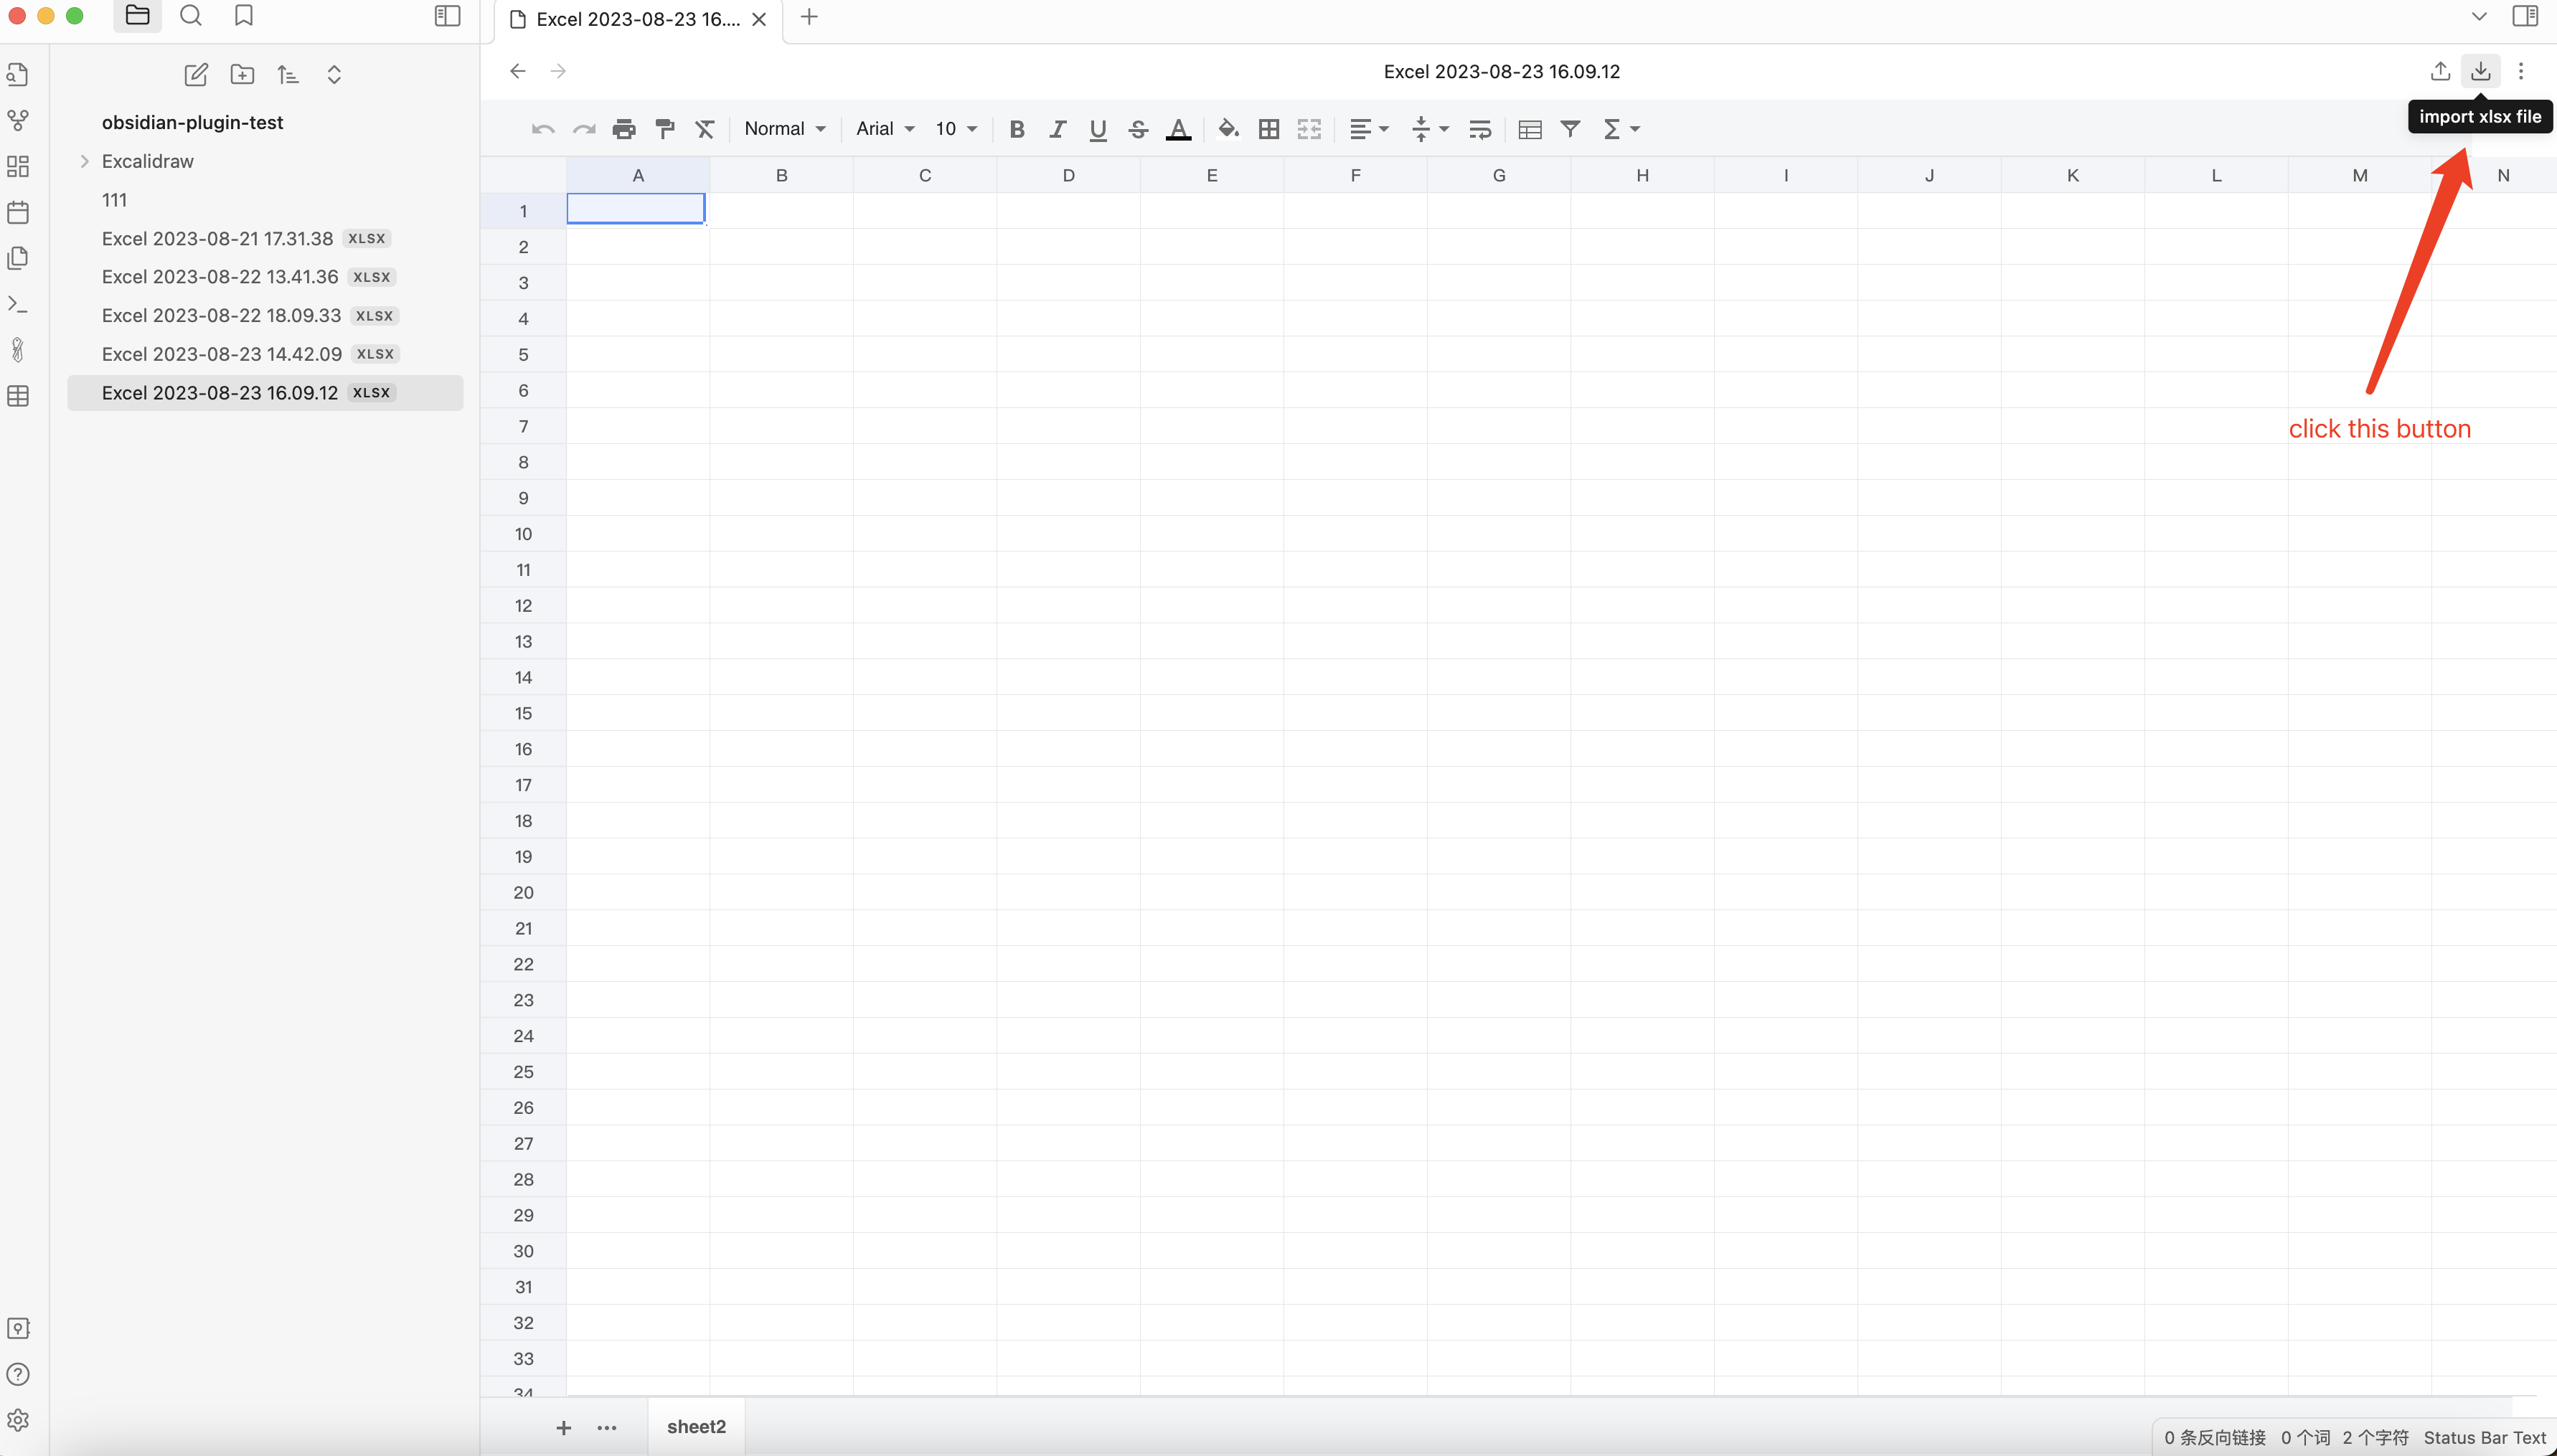 Excel 2023-08-23 16....
Excel 2023-08-23 16.09.12
import xlsx file
obsidian-plugin-test
Excalidraw
111
Excel 2023-08-21 17.31.38 XLSX
Excel 2023-08-22 13.41.36 XLSX
Excel 2023-08-22 18.09.33 XLSX
Excel 2023-08-23 14.42.09 XLSX
Excel 2023-08-23 16.09.12 XLSX
Normal Arial 10 B I U S A Σ
A B C D E F G H I J K L M N
1
2
3
4
5
6
7
click this button
8
9
10
11
12
13
14
15
16
17
18
19
20
21
22
23
24
25
26
27
28
29
30
31
32
33
34
sheet2
0 条反向链接 0 个词 2 个字符 Status Bar Text